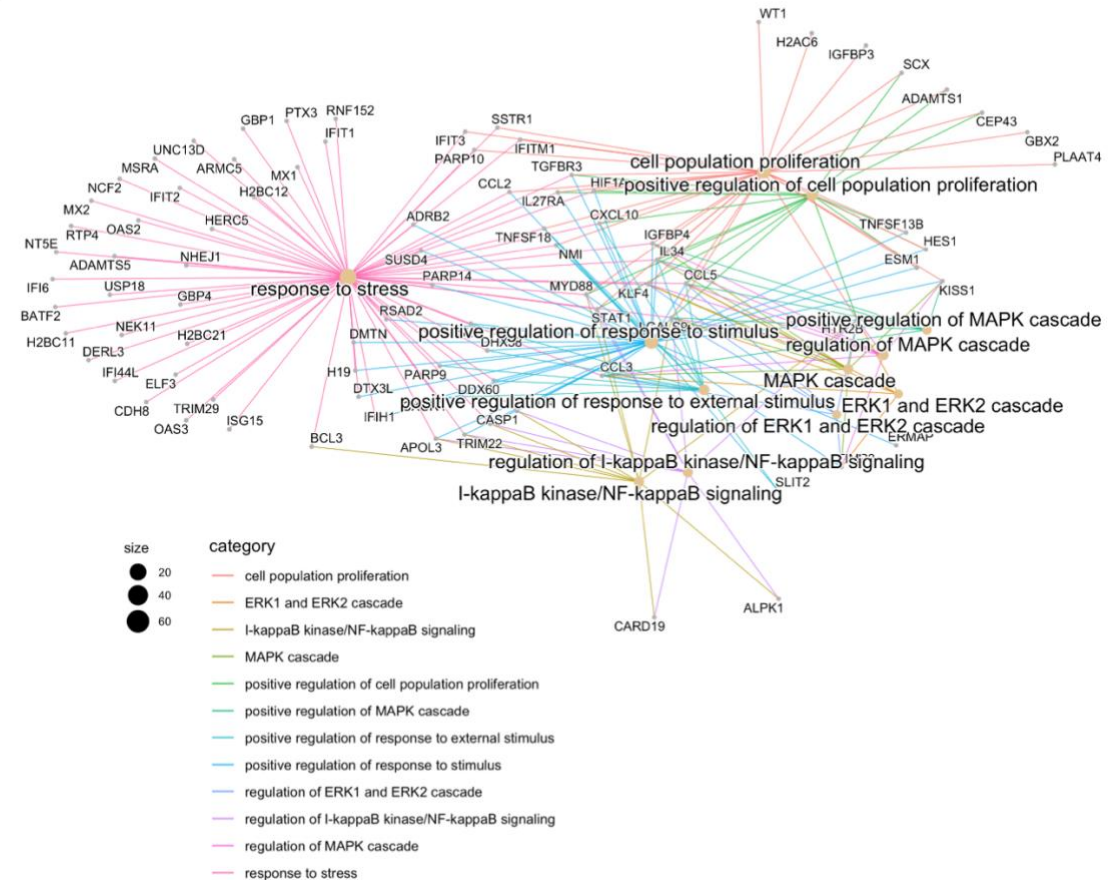 WT1
H2AC6
IGFBP3
SCX
ADAMTS1
CEP43
GBX2
PLAAT4
PTX3
RNF152
GBP1
IFIT1
SSTR1
IFIT3
IFITM1
UNC13D
PARP10
MSRA
ARMC5
TGFBR3
cell population proliferation
MX1
NCF2
H2BC12
CCL2
HIF1A
positive regulation of cell population proliferation
IFIT2
IL27RA
MX2
HERC5
ADRB2
CXCL10
TNFSF13B
RTP4
OAS2
TNFSF18
IGFBP4
HES1
NT5E
NMI
IL34
ESM1
ADAMTS5
NHEJ1
SUSD4
PARP14
CCL5
IFI6
USP18
response to stress
MYD88
KLF4
KISS1
GBP4
BATF2
RSAD2
STAT1
positive regulation of MAPK cascade
NEK11
H2BC21
DMTN
positive regulation of response to stimulus
HTR2B
H2BC11
DHX58
regulation of MAPK cascade
DERL3
IFI44L
H19
PARP9
CCL3
MAPK cascade
ELF3
DTX3L
DDX60
CDH8
TRIM29
positive regulation of response to external stimulus
ERK1 and ERK2 cascade
OAS3
ISG15
IFIH1
CASP1
regulation of ERK1 and ERK2 cascade
BCL3
APOL3
TRIM22
ERMAP
regulation of I-kappaB kinase/NF-kappaB signaling
SLIT2
I-kappaB kinase/NF-kappaB signaling
ALPK1
CARD19
size
20
40
60
category
cell population proliferation
ERK1 and ERK2 cascade
I-kappaB kinase/NF-kappaB signaling
MAPK cascade
positive regulation of cell population proliferation
positive regulation of MAPK cascade
positive regulation of response to external stimulus
positive regulation of response to stimulus
regulation of ERK1 and ERK2 cascade
regulation of I-kappaB kinase/NF-kappaB signaling
regulation of MAPK cascade
response to stress